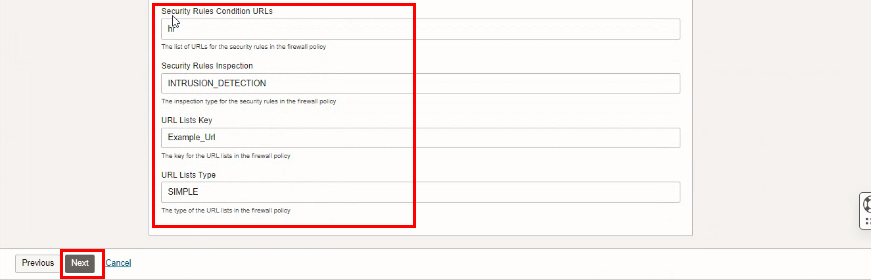 Security Rules Condition URLs
hr
The list of URLs for the security rules in the firewall policy
Security Rules Inspection
INTRUSION_DETECTION
The inspection type for the security rules in the firewall policy
URL Lists Key
Example_Url
The key for the URL lists in the firewall policy
URL Lists Type
SIMPLE
The type of the URL lists in the firewall policy
Previous Next Cancel